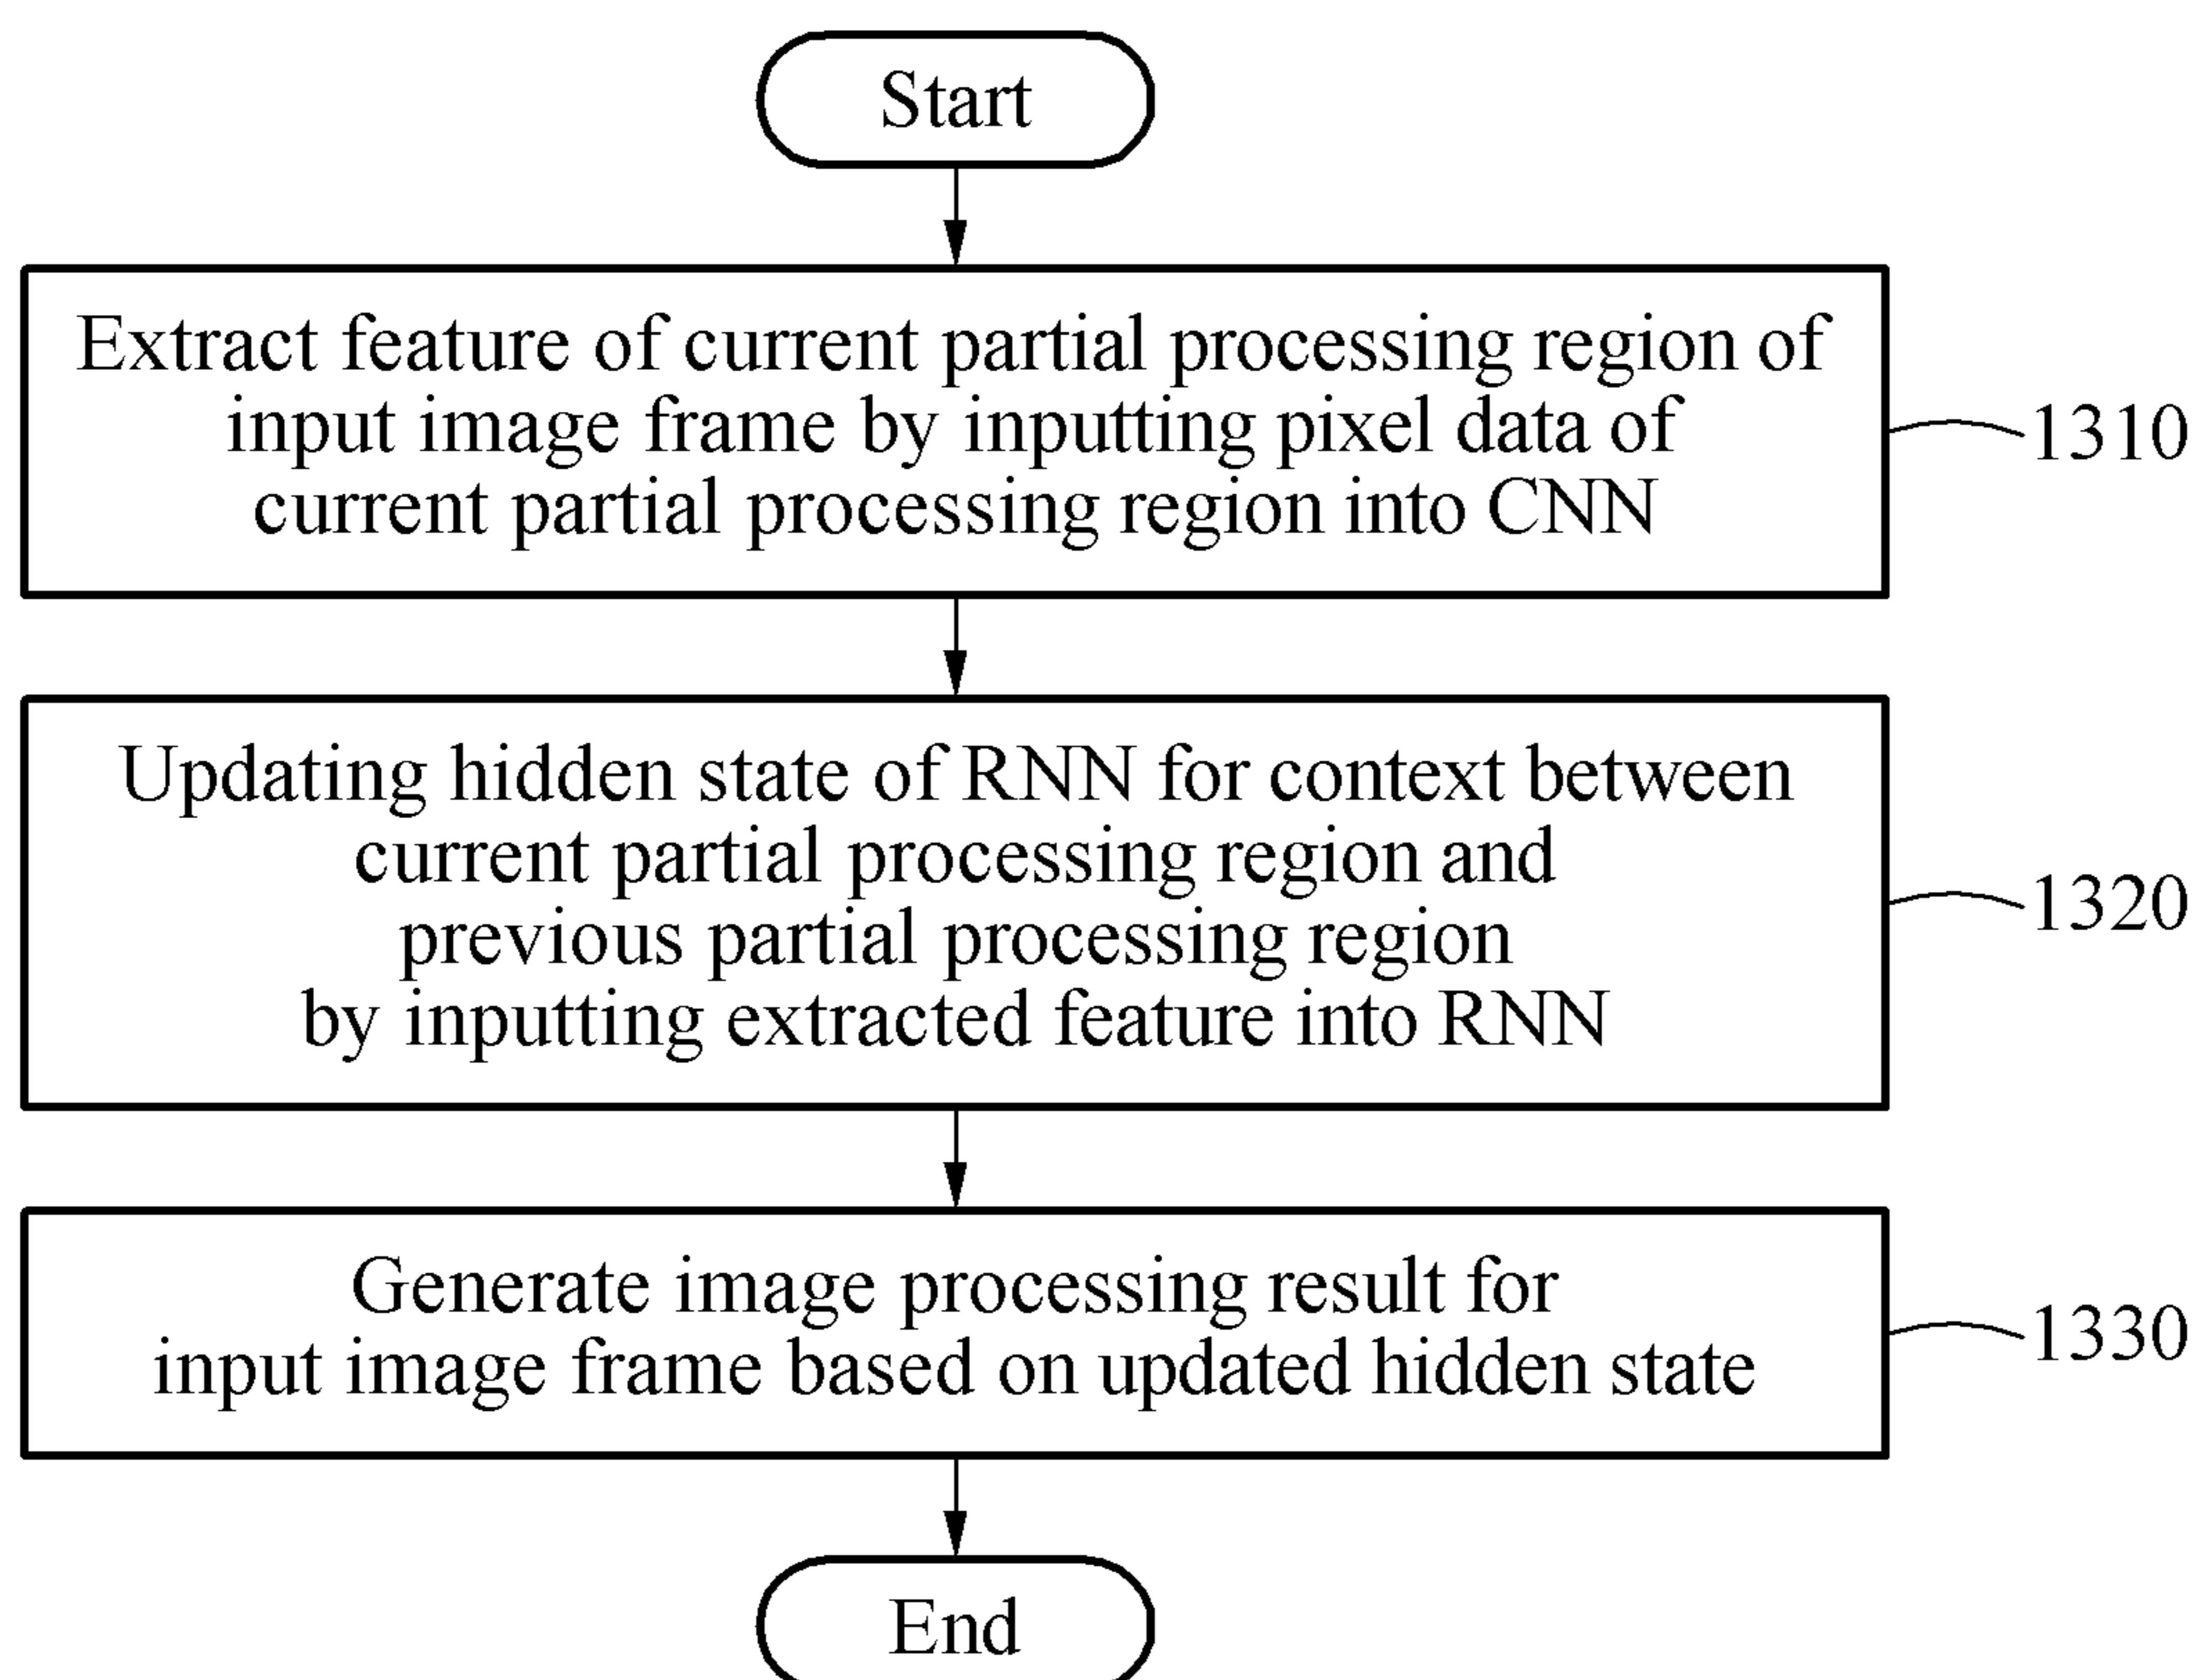 Start
Extract feature of current partial processing region of
input image frame by inputting pixel data of
current partial processing region into CNN
1310
Updating hidden state of RNN for context between
current partial processing region and
previous partial processing region
by inputting extracted feature into RNN
1320
Generate image processing result for
input image frame based on updated hidden state
1330
End